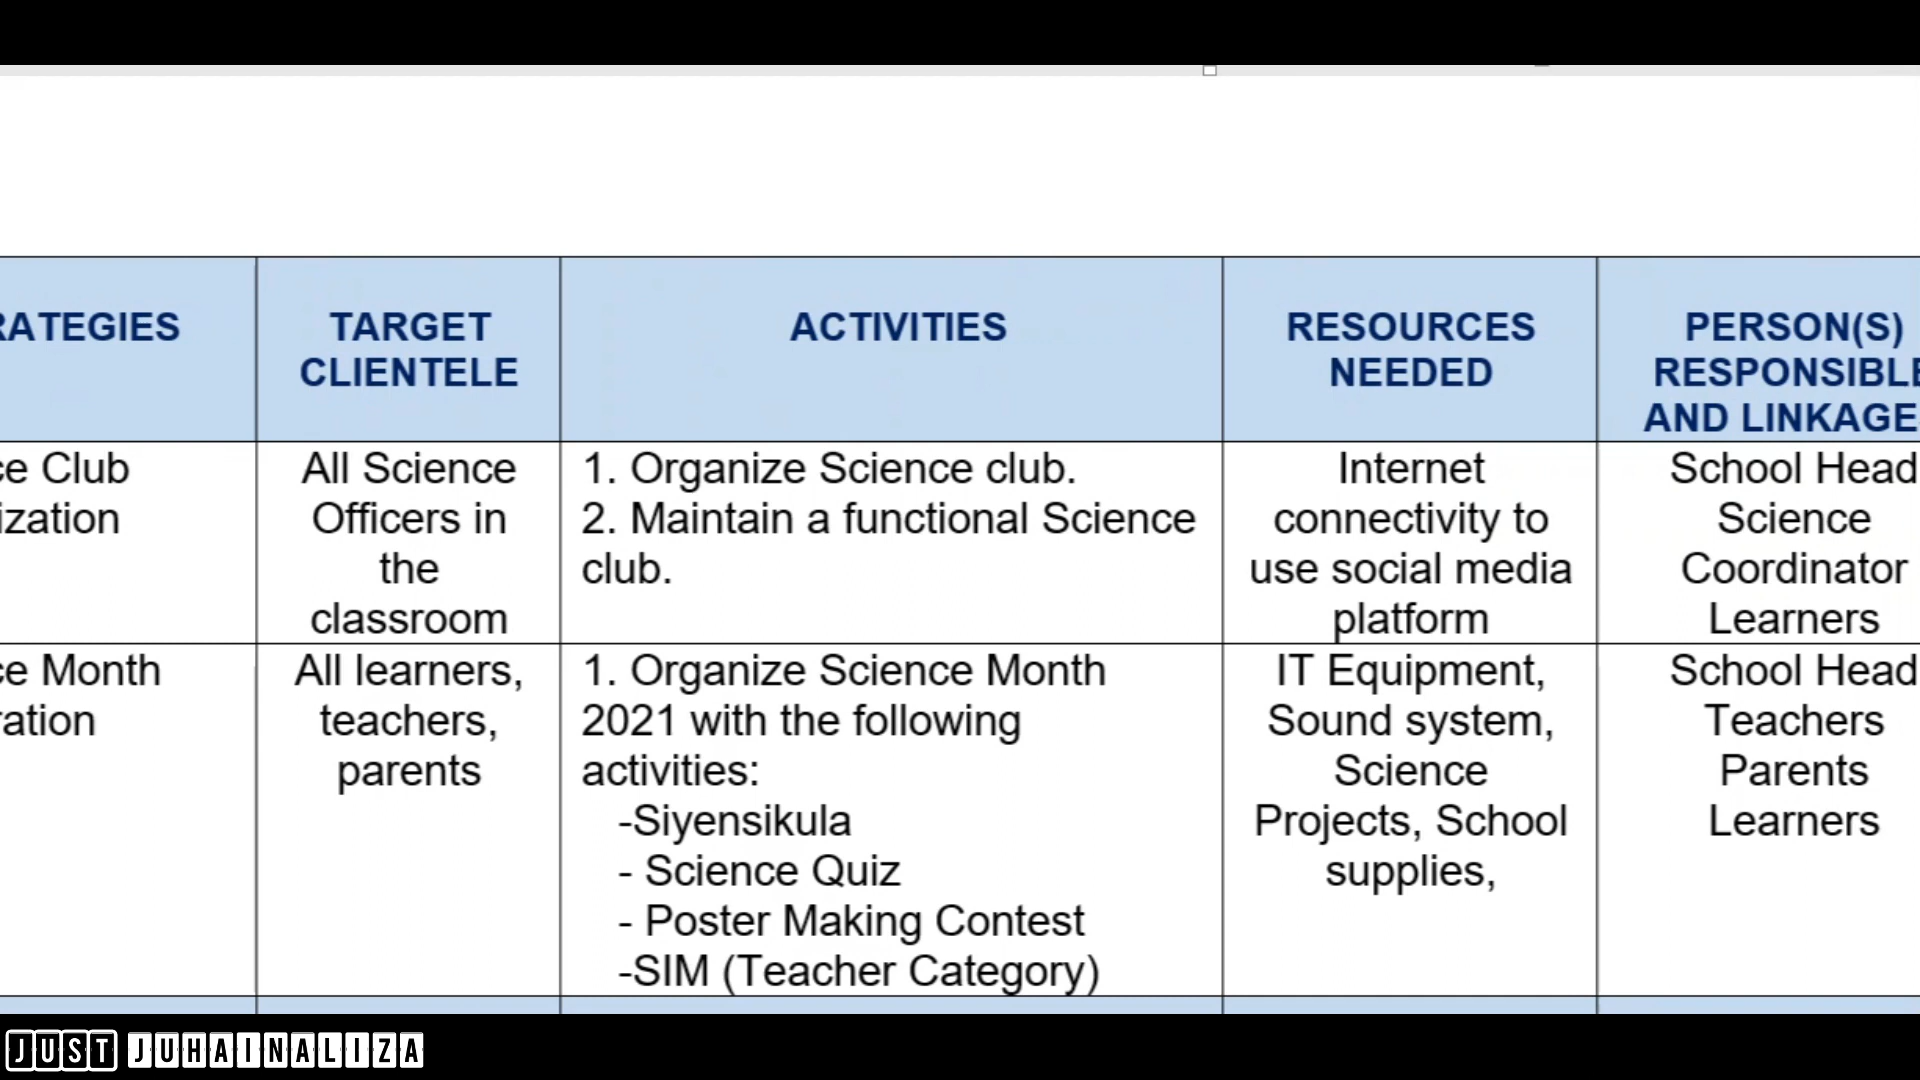 RATEGIES
TARGET
CLIENTELE
ACTIVITIES
RESOURCES
NEEDED
PERSON(S)
RESPONSIBLE
AND LINKAGE
ce Club
ization
All Science
Officers in
the
classroom
1. Organize Science club.
2. Maintain a functional Science
club.
Internet
connectivity to
use social media
platform
School Head
Science
Coordinator
Learners
ce Month
ration
All learners,
teachers,
parents
1. Organize Science Month
2021 with the following
activities:
-Siyensikula
- Science Quiz
- Poster Making Contest
-SIM (Teacher Category)
IT Equipment,
Sound system,
Science
Projects, School
supplies,
School Head
Teachers
Parents
Learners
JUST JUHAINALIZA